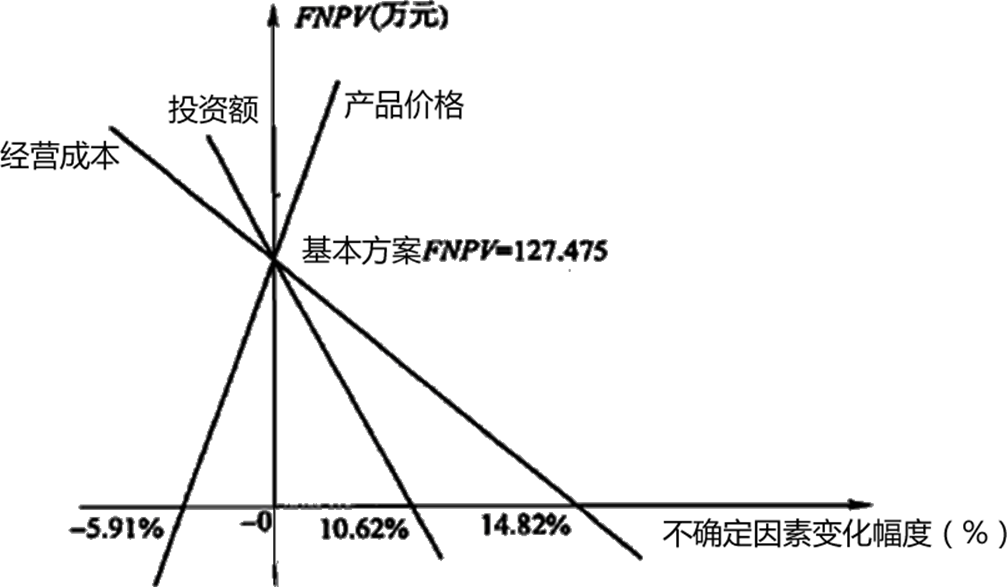 FNPV(万元)
投资额
产品价格
经营成本
基本方案FNPV=127.475
-5.91%
-0
10.62%
14.82%
不确定因素变化幅度（%）